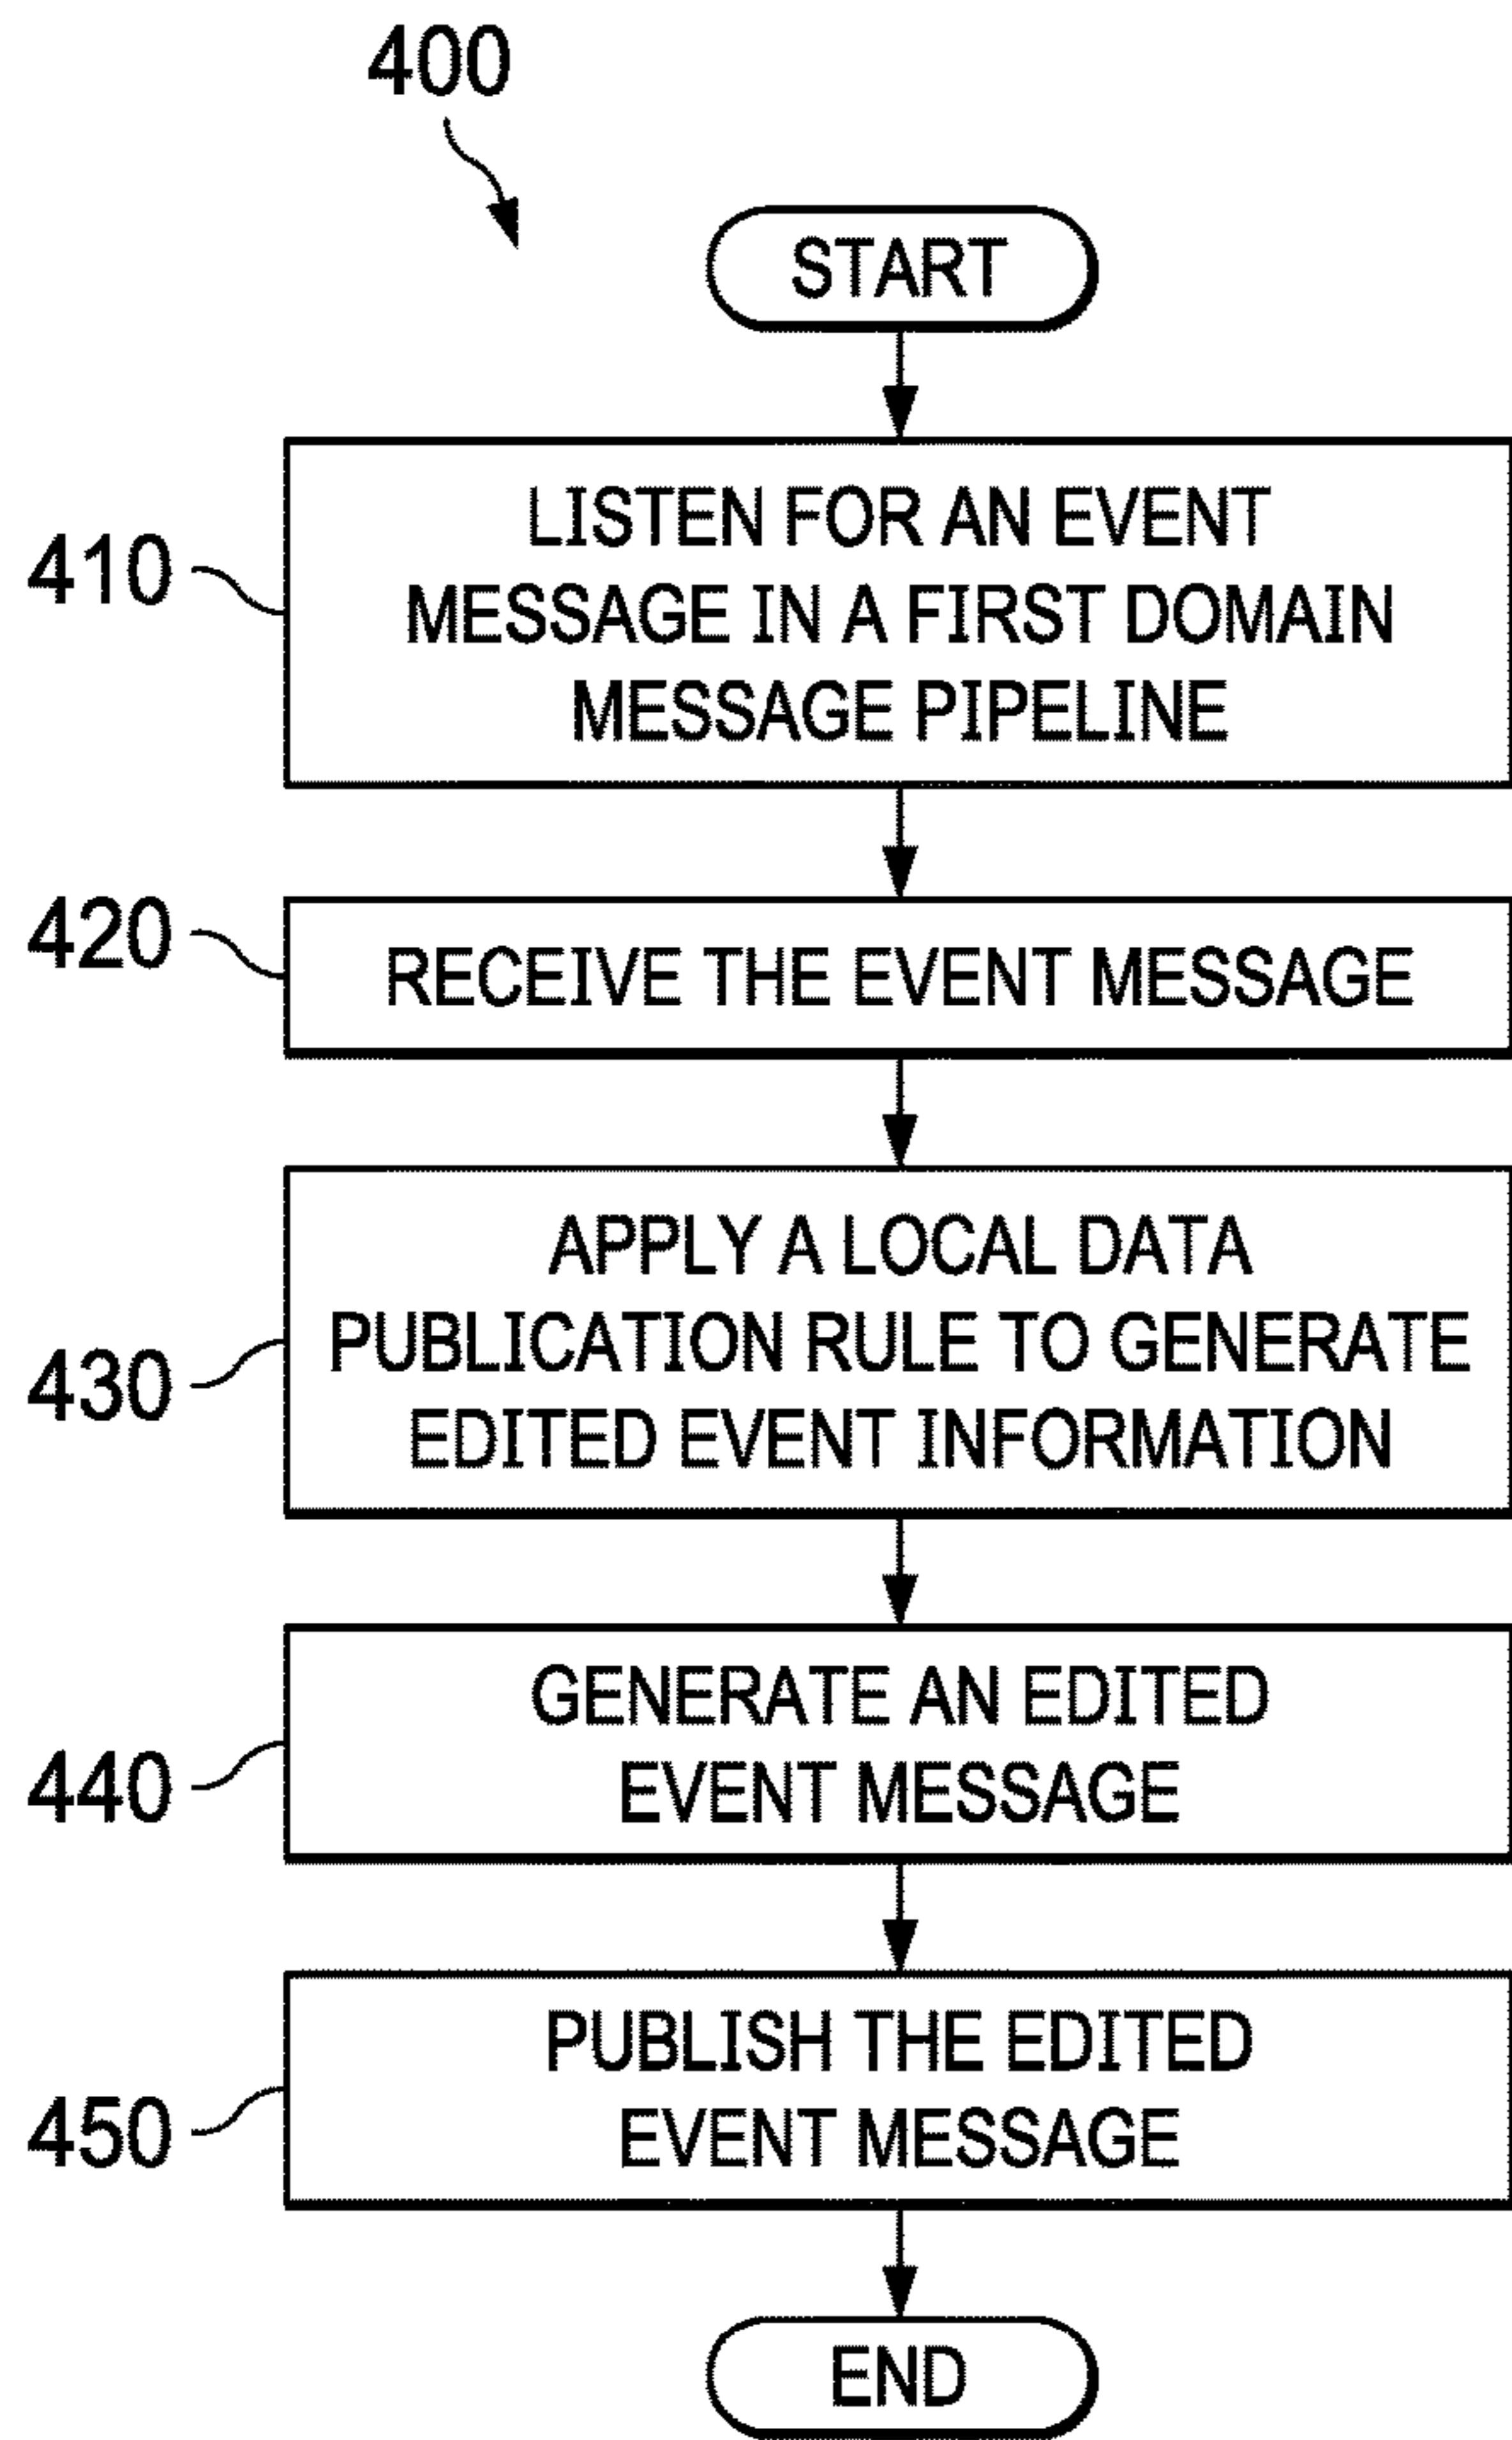 400
START
410
LISTEN FOR AN EVENT
MESSAGE IN A FIRST DOMAIN
MESSAGE PIPELINE
420
RECEIVE THE EVENT MESSAGE
430
APPLY A LOCAL DATA
PUBLICATION RULE TO GENERATE
EDITED EVENT INFORMATION
440
GENERATE AN EDITED
EVENT MESSAGE
450
PUBLISH THE EDITED
EVENT MESSAGE
END